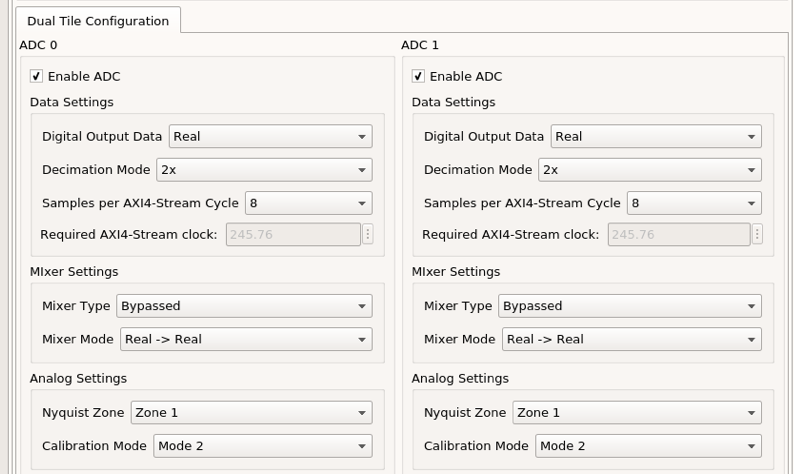 Dual Tile Configuration
ADC 0
Enable ADC
Data Settings
Digital Output Data Real
Decimation Mode 2x
Samples per AXI4-Stream Cycle 8
Required AXI4-Stream clock: 245.76
MIxer Settings
Mixer Type Bypassed
Mixer Mode Real -> Real
Analog Settings
Nyquist Zone Zone 1
Calibration Mode Mode 2
ADC 1
Enable ADC
Data Settings
Digital Output Data Real
Decimation Mode 2x
Samples per AXI4-Stream Cycle 8
Required AXI4-Stream clock: 245.76
MIxer Settings
Mixer Type Bypassed
Mixer Mode Real -> Real
Analog Settings
Nyquist Zone Zone 1
Calibration Mode Mode 2